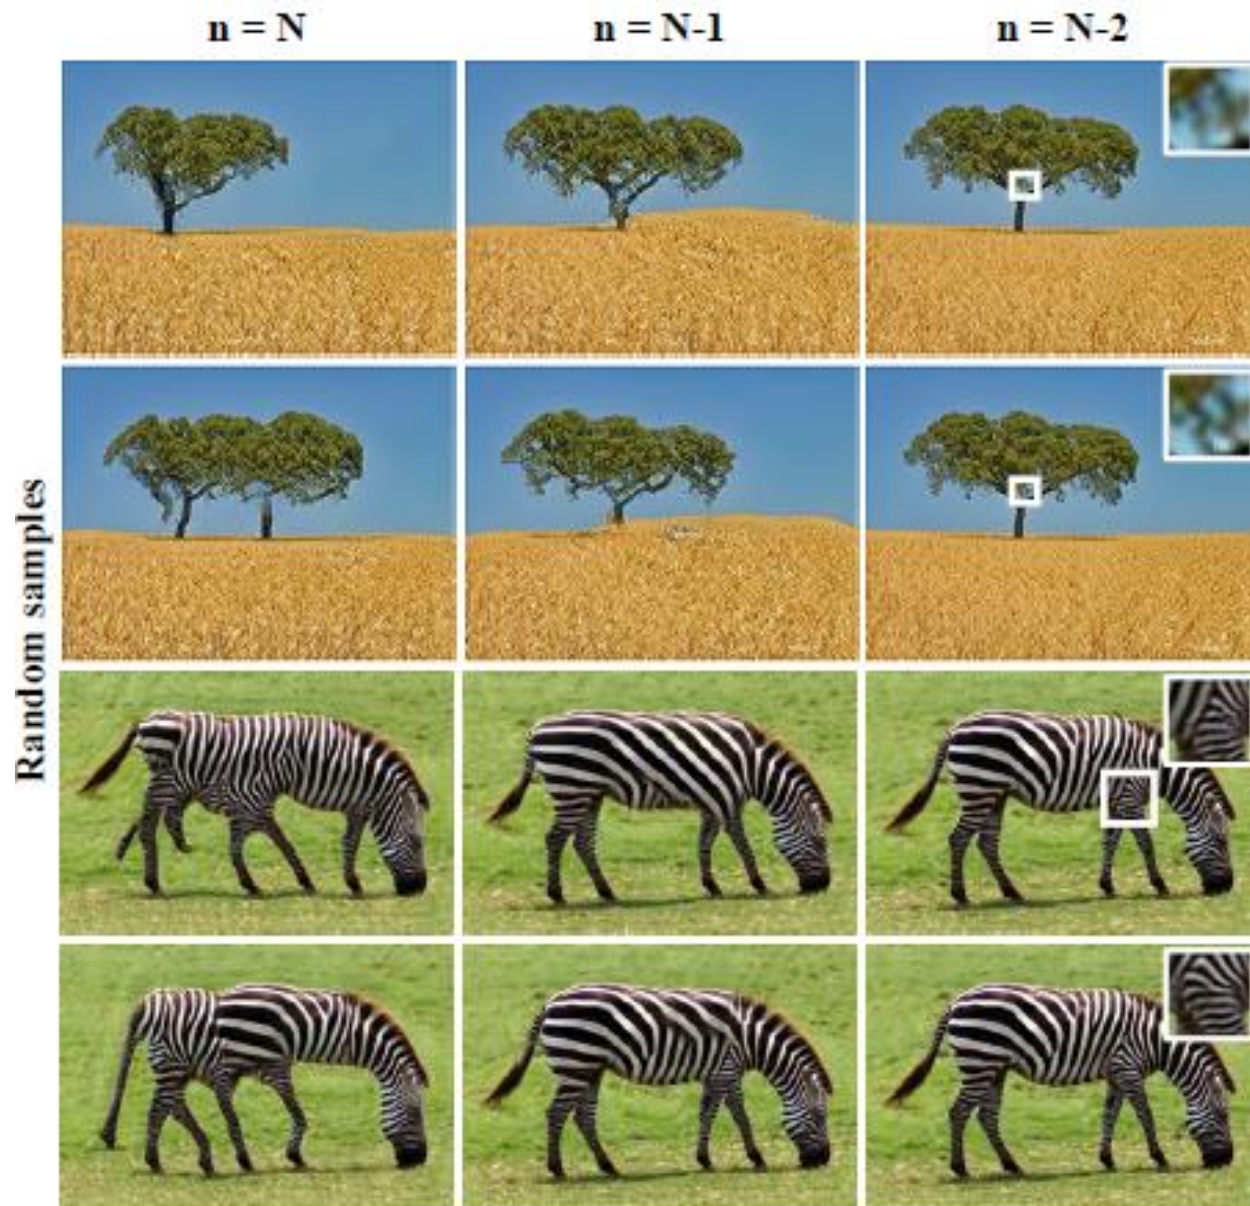 n = N
n = N-1
n = N-2
Random samples